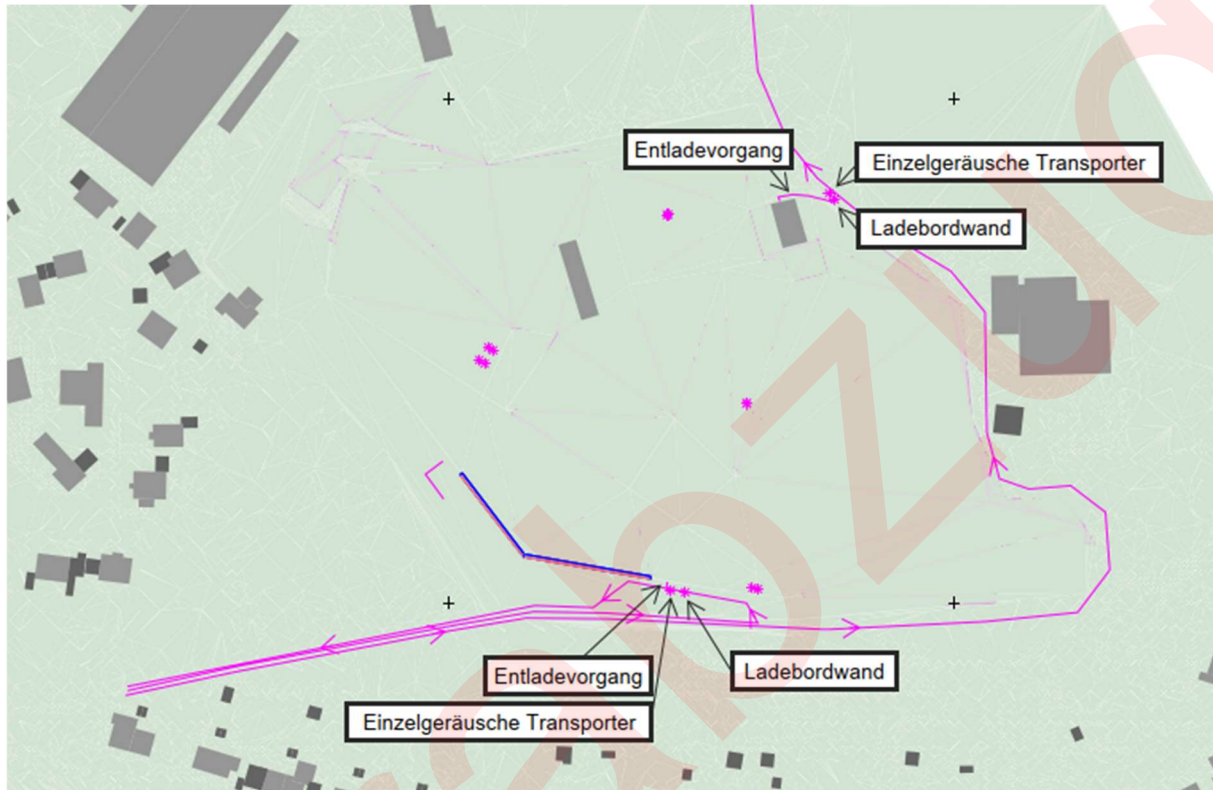 Entladevorgang
Einzelgeräusche Transporter
Ladebordwand
Entladevorgang
Ladebordwand
Einzelgeräusche Transporter